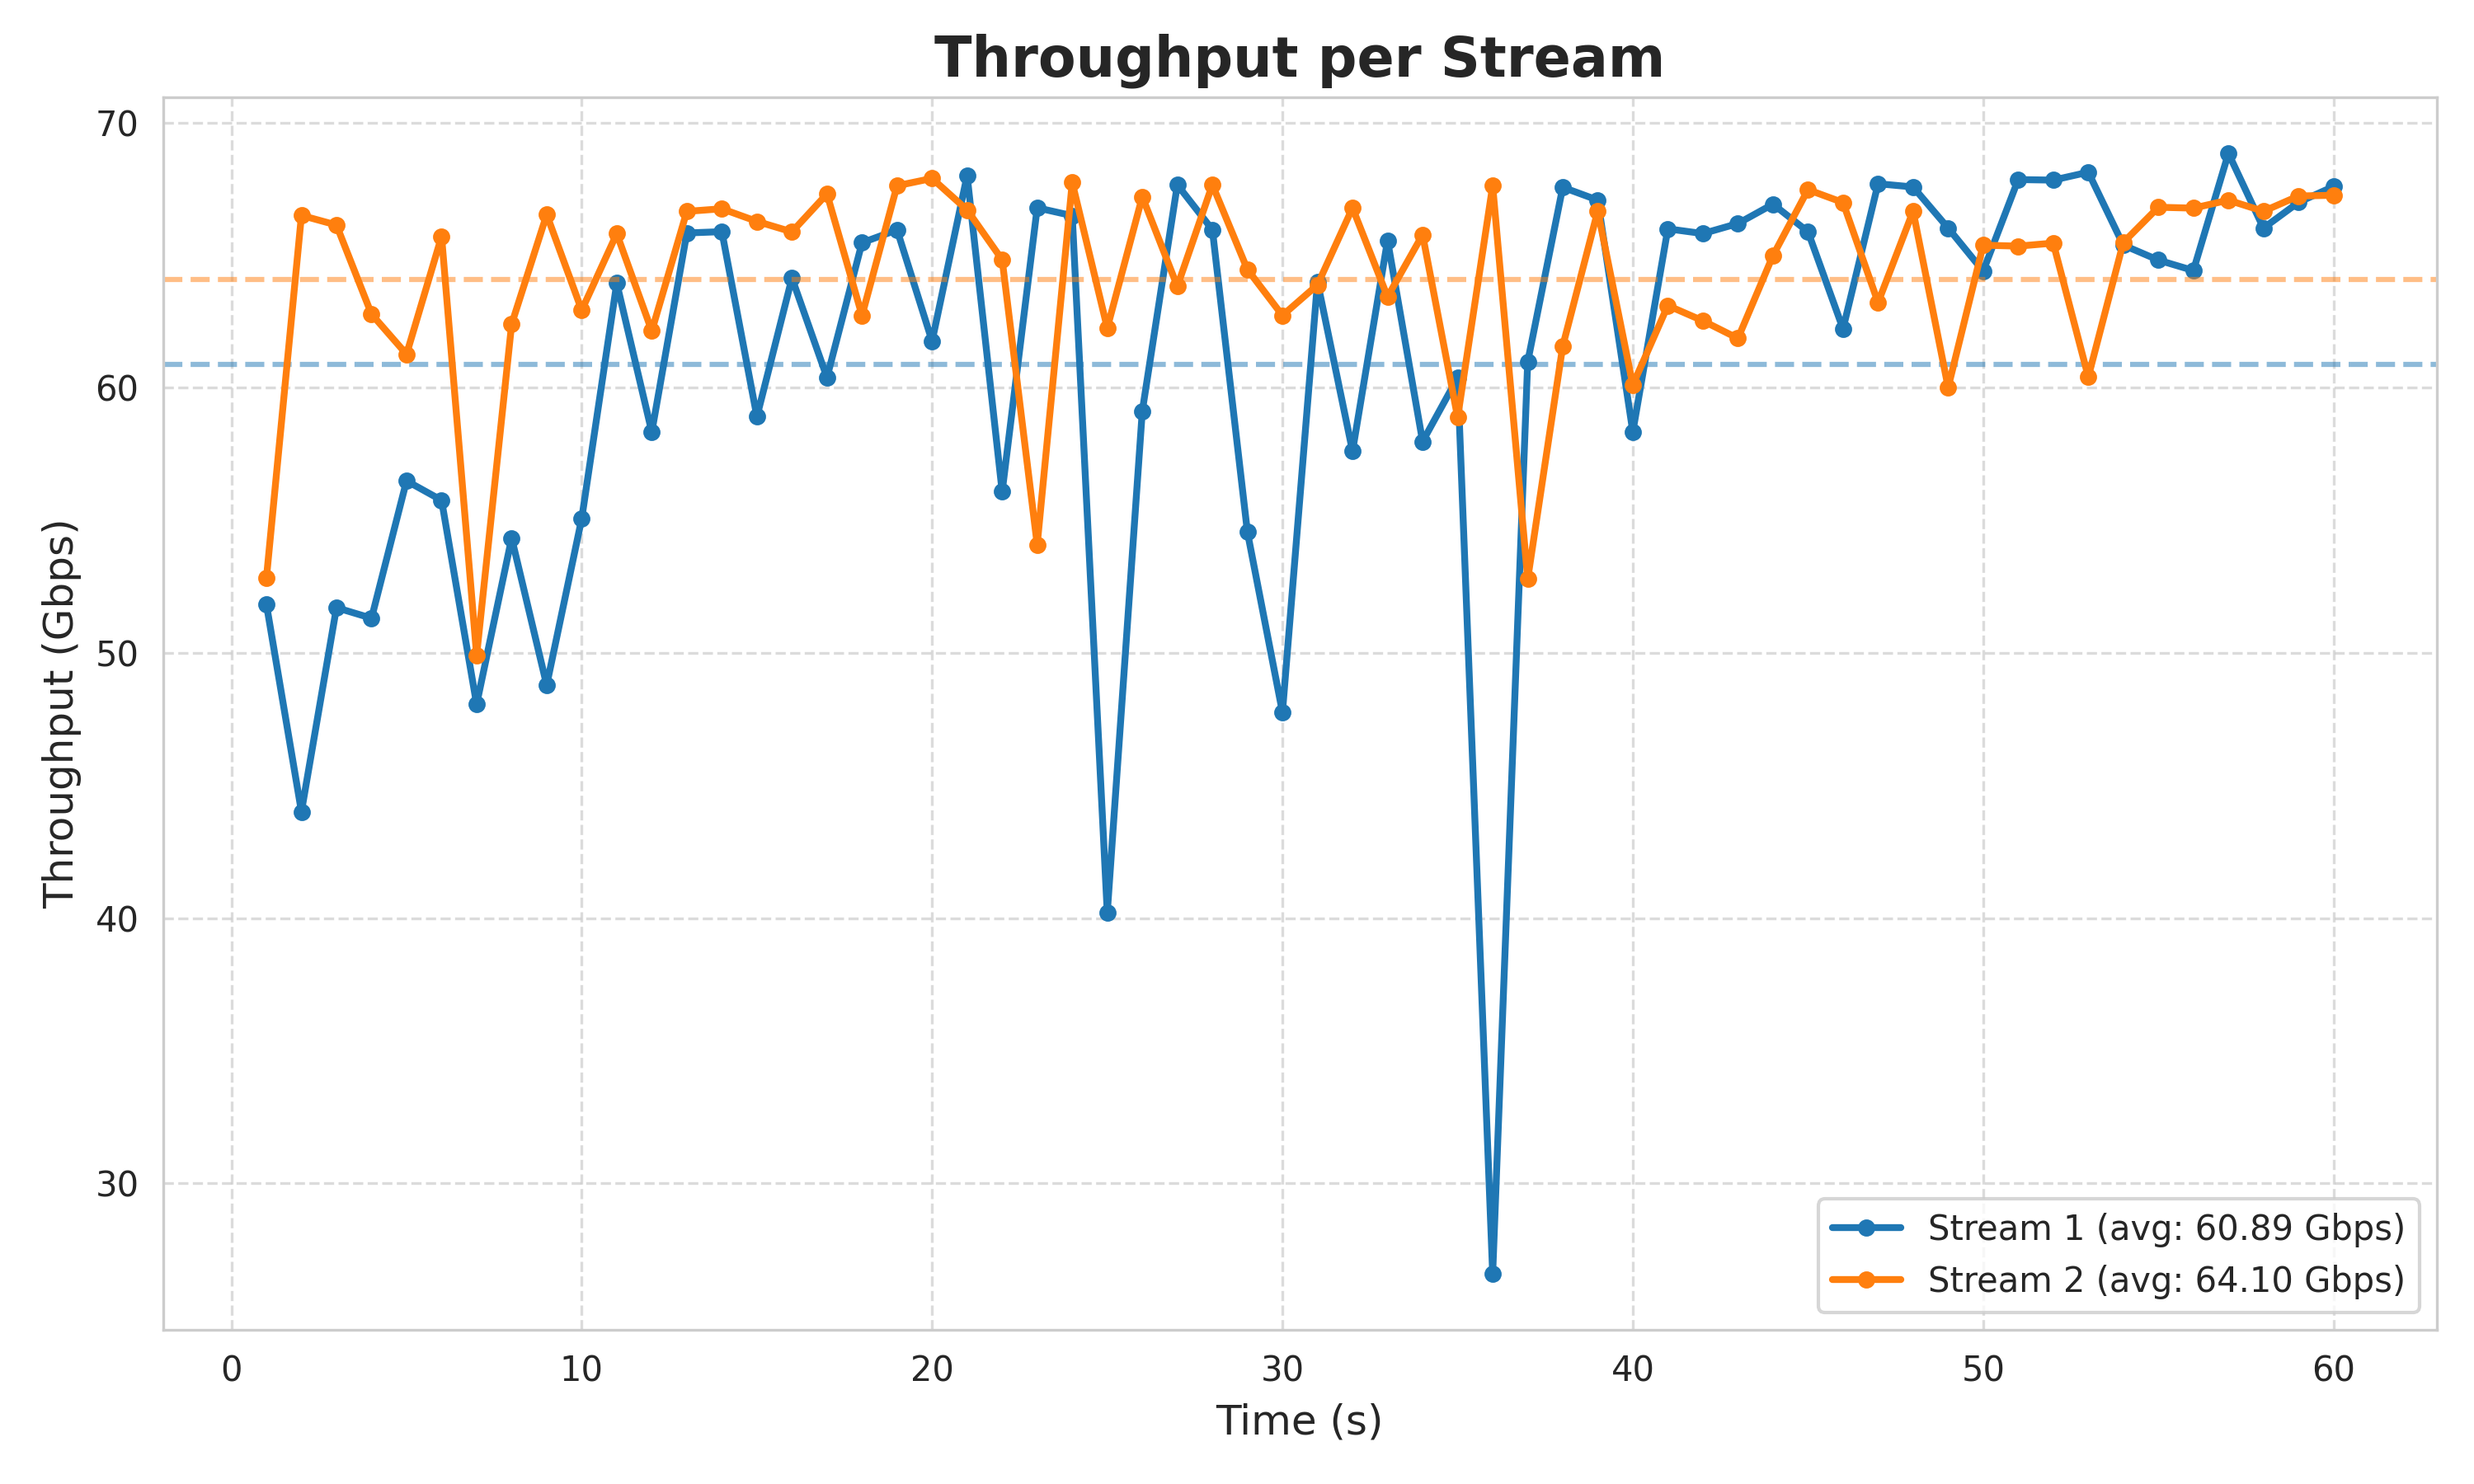 Throughput per Stream
Throughput (Gbps)
70
60
50
40
30
Stream 1 (avg: 60.89 Gbps)
Stream 2 (avg: 64.10 Gbps)
0 10 20 30 40 50 60
Time (s)